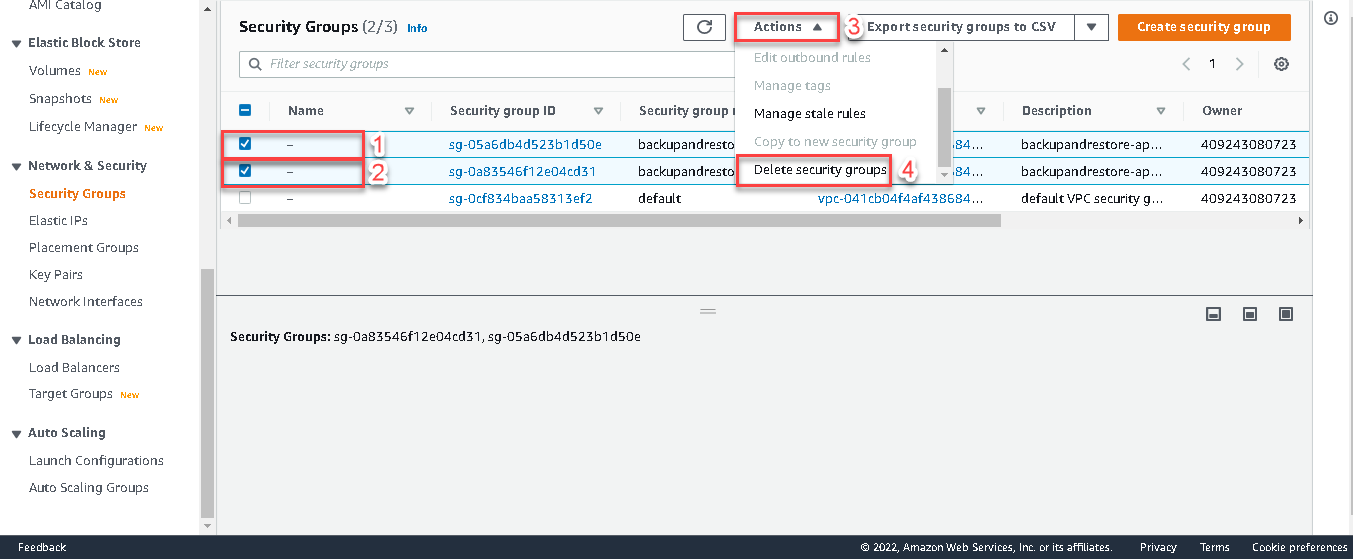 AMI Catalog
Elastic Block Store
Volumes New
Snapshots New
Lifecycle Manager New
Network & Security
Security Groups
Elastic IPs
Placement Groups
Key Pairs
Network Interfaces
Load Balancing
Load Balancers
Target Groups New
Auto Scaling
Launch Configurations
Auto Scaling Groups
Security Groups (2/3) Info
Actions 3 Export security groups to CSV Create security group
Filter security groups
1
Edit outbound rules
Manage tags
Manage stale rules
Copy to new security group
Delete security groups 4
Name Security group ID Security group Description Owner
– 1 sg-05a6db4d523b1d50e backupandresto 684... backupandrestore-ap... 409243080723
– 2 sg-0a83546f12e04cd31 backupandresto 684... backupandrestore-ap... 409243080723
– sg-0cf834baa58313ef2 default vpc-041cb04f4af438684... default VPC security g... 409243080723
Security Groups: sg-0a83546f12e04cd31, sg-05a6db4d523b1d50e
Feedback © 2022, Amazon Web Services, Inc. or its affiliates. Privacy Terms Cookie preferences